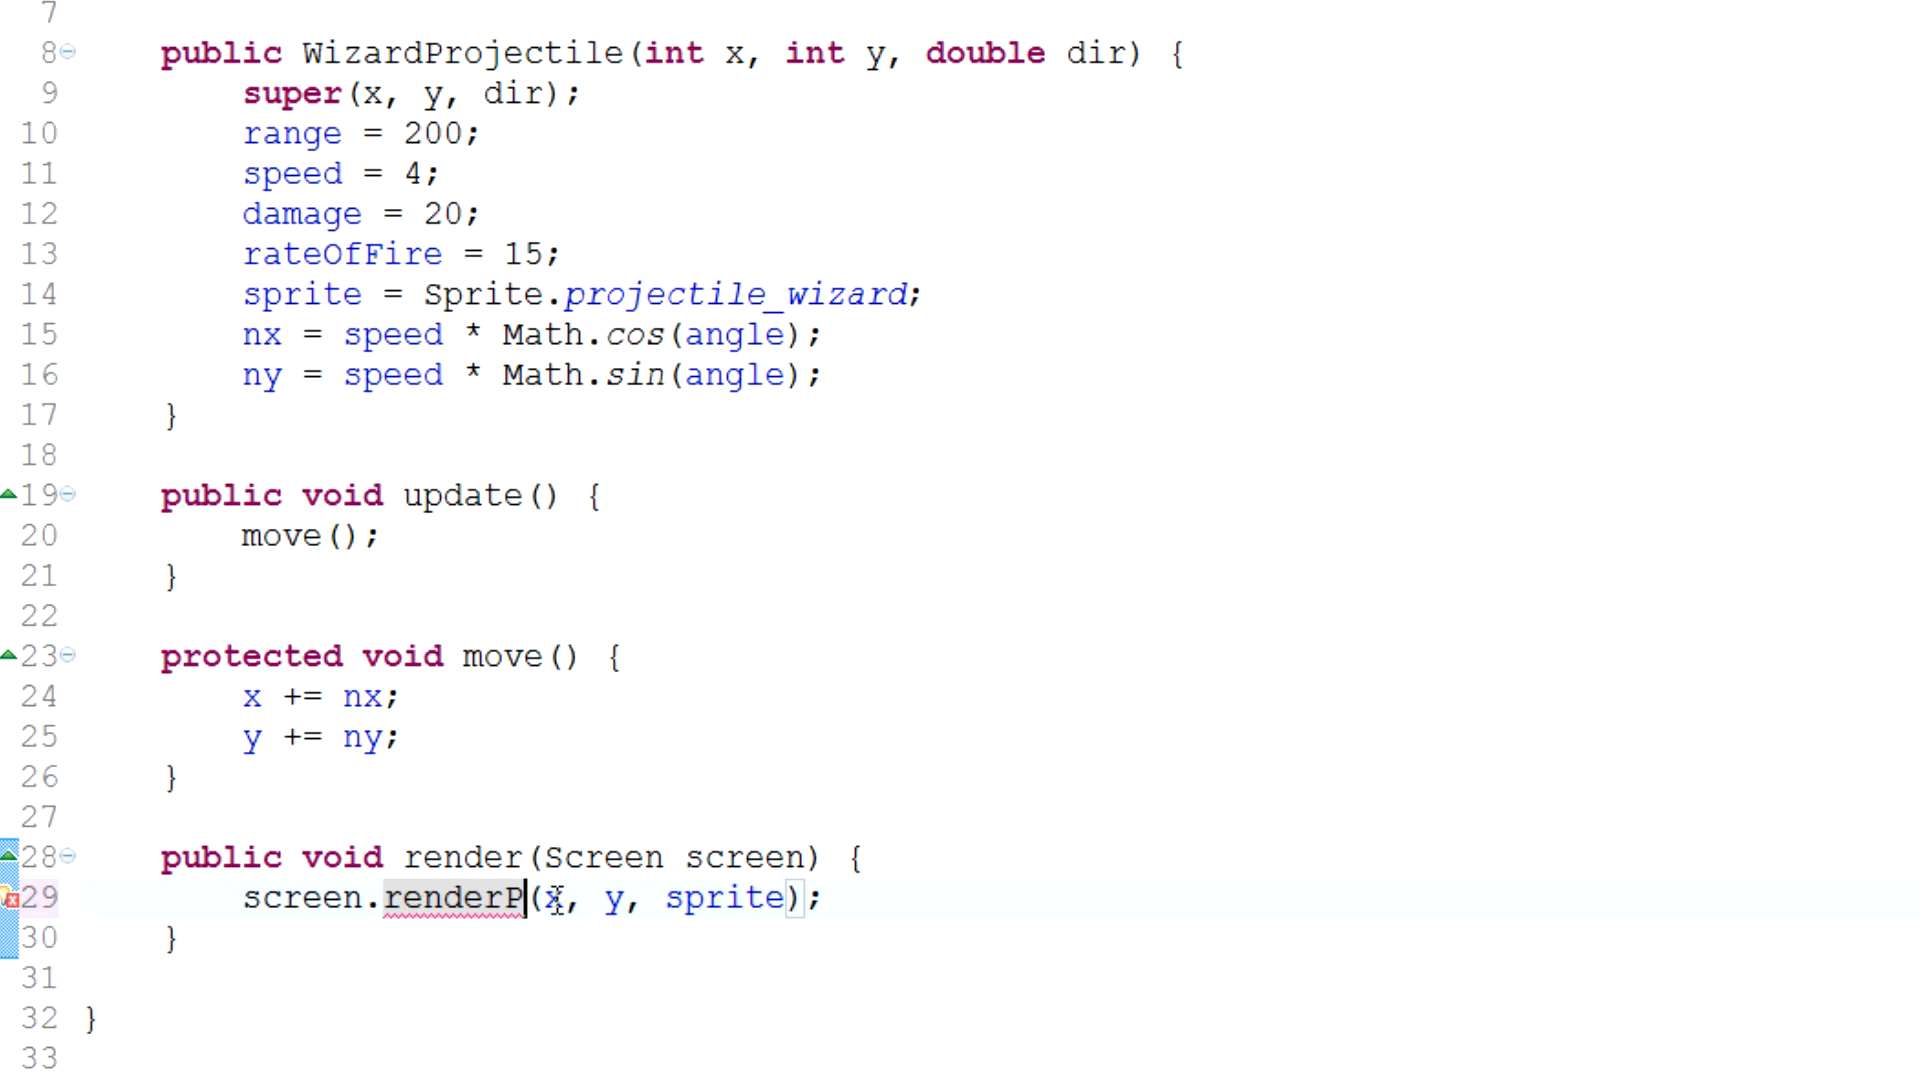 7
8 public WizardProjectile(int x, int y, double dir) {
9 super(x, y, dir);
10 range = 200;
11 speed = 4;
12 damage = 20;
13 rateOfFire = 15;
14 sprite = Sprite.projectile_wizard;
15 nx = speed * Math.cos(angle);
16 ny = speed * Math.sin(angle);
17 }
18
19 public void update() {
20 move();
21 }
22
23 protected void move() {
24 x += nx;
25 y += ny;
26 }
27
28 public void render(Screen screen) {
29 screen.renderP(x, y, sprite);
30 }
31
32 }
33